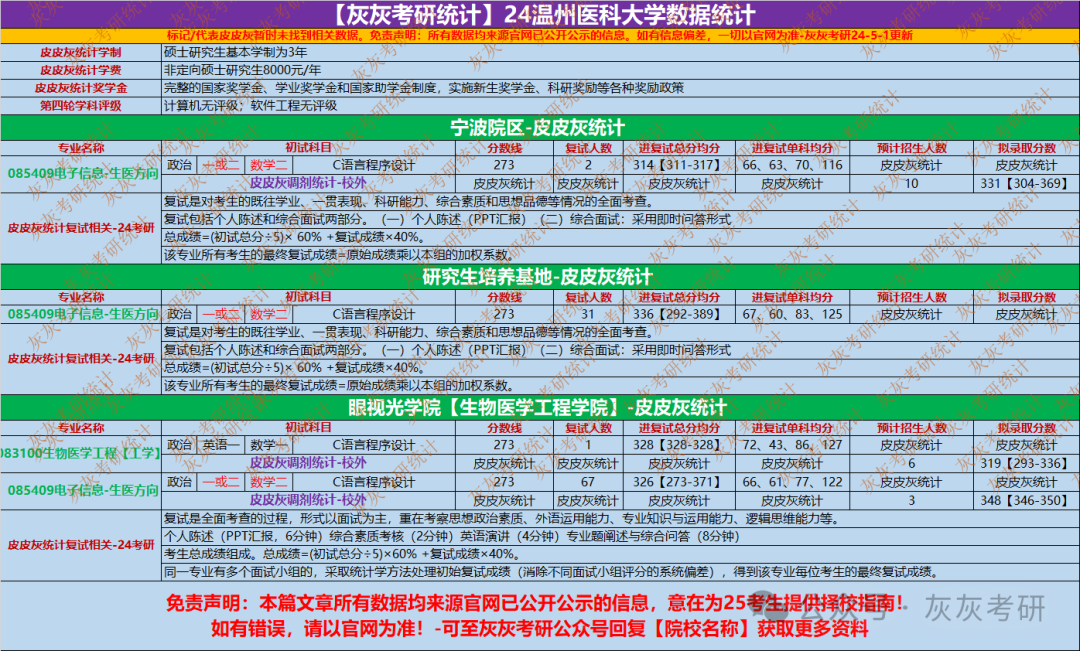 【灰灰考研统计】24温州医科大学数据统计
标记/代表皮皮灰暂时未找到相关数据。免责声明：所有数据均来源官网已公开公示的信息。如有信息偏差，一切以官网为准-灰灰考研24-5-1更新
皮皮灰统计学制 硕士研究生基本学制为3年
皮皮灰统计学费 非定向硕士研究生8000元/年
皮皮灰统计奖学金 完整的国家奖学金、学业奖学金和国家助学金制度，实施新生奖学金、科研奖励等各种奖励政策
第四轮学科评级 计算机无评级；软件工程无评级
宁波院区-皮皮灰统计
专业名称 初试科目 分数线 复试人数 进复试总分均分 进复试单科均分 预计招生人数 拟录取分数
085409电子信息-生医方向 政治 一或二 数学二 C语言程序设计 273 2 314【311-317】 66、63、70、116 皮皮灰统计 皮皮灰统计
皮皮灰调剂统计-校外 皮皮灰统计 皮皮灰统计 皮皮灰统计 皮皮灰统计 10 331【304-369】
皮皮灰统计复试相关-24考研 复试是对考生的既往学业、一贯表现、科研能力、综合素质和思想品德等情况的全面考查。
复试包括个人陈述和综合面试两部分。（一）个人陈述（PPT汇报）（二）综合面试：采用即时问答形式
总成绩=(初试总分÷5)× 60% +复试成绩×40%。
该专业所有考生的最终复试成绩=原始成绩乘以本组的加权系数。
研究生培养基地-皮皮灰统计
专业名称 初试科目 分数线 复试人数 进复试总分均分 进复试单科均分 预计招生人数 拟录取分数
085409电子信息-生医方向 政治 一或二 数学二 C语言程序设计 273 31 336【292-389】 67、60、83、125 皮皮灰统计 皮皮灰统计
皮皮灰统计复试相关-24考研 复试是对考生的既往学业、一贯表现、科研能力、综合素质和思想品德等情况的全面考查。
复试包括个人陈述和综合面试两部分。（一）个人陈述（PPT汇报）（二）综合面试：采用即时问答形式
总成绩=(初试总分÷5)× 60% +复试成绩×40%。
该专业所有考生的最终复试成绩=原始成绩乘以本组的加权系数。
眼视光学院【生物医学工程学院】-皮皮灰统计
专业名称 初试科目 分数线 复试人数 进复试总分均分 进复试单科均分 预计招生人数 拟录取分数
083100生物医学工程【工学】 政治 英语一 数学一 C语言程序设计 273 1 328【328-328】 72、43、86、127 皮皮灰统计 皮皮灰统计
皮皮灰调剂统计-校外 皮皮灰统计 皮皮灰统计 皮皮灰统计 皮皮灰统计 6 319【293-336】
085409电子信息-生医方向 政治 一或二 数学二 C语言程序设计 273 67 326【273-371】 66、61、77、122 皮皮灰统计 皮皮灰统计
皮皮灰调剂统计-校外 皮皮灰统计 皮皮灰统计 皮皮灰统计 皮皮灰统计 3 348【346-350】
皮皮灰统计复试相关-24考研 复试是全面考查的过程，形式以面试为主，重在考察思想政治素质、外语运用能力、专业知识与运用能力、逻辑思维能力等。
个人陈述（PPT汇报，6分钟）综合素质考核（2分钟）英语演讲（4分钟）专业题阐述与综合问答（8分钟）
考生总成绩组成。总成绩=(初试总分÷5)×60% +复试成绩×40%。
同一专业有多个面试小组的，采取统计学方法处理初始复试成绩（消除不同面试小组评分的系统偏差），得到该专业每位考生的最终复试成绩。
免责声明：本篇文章所有数据均来源官网已公开公示的信息，意在为25考生提供择校指南！
如有错误，请以官网为准！-可至灰灰考研公众号回复【院校名称】获取更多资料
公众号 · 灰灰考研